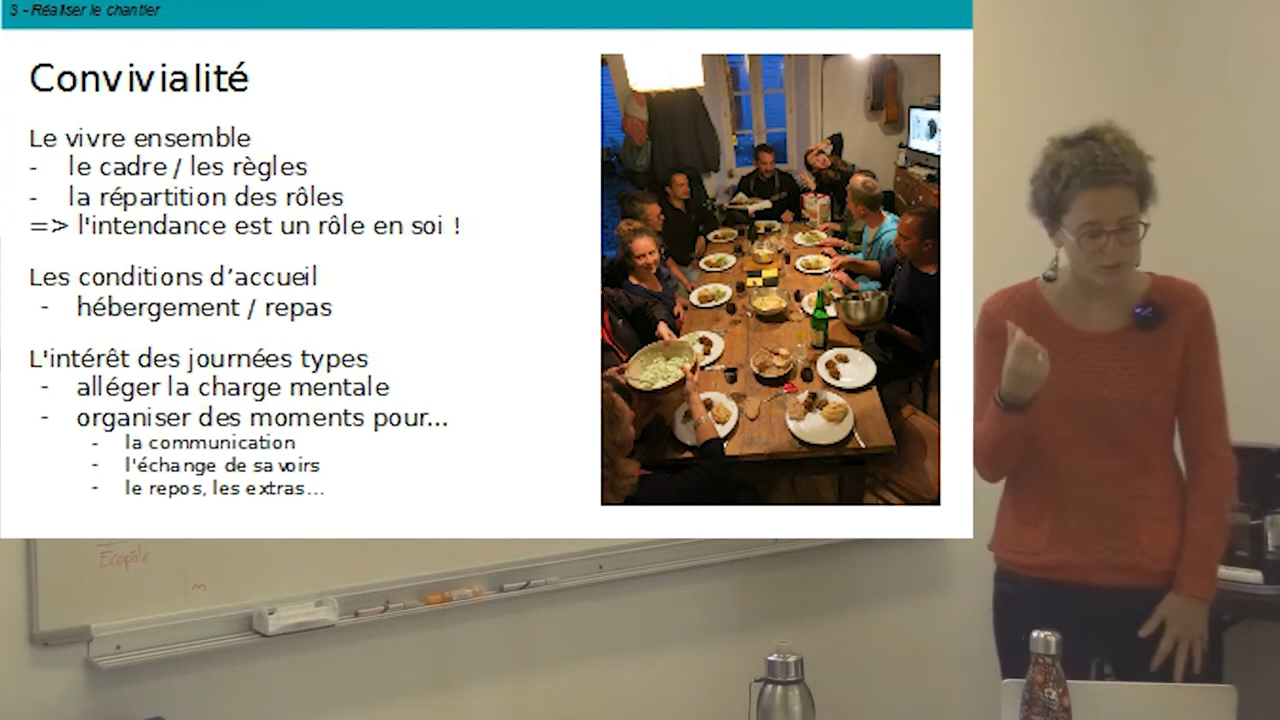 3 - Réaliser le chantier
Convivialité
Le vivre ensemble
- le cadre / les règles
- la répartition des rôles
=> l'intendance est un rôle en soi !
Les conditions d’accueil
- hébergement / repas
L'intérêt des journées types
- alléger la charge mentale
- organiser des moments pour...
- la communication
- l'échange de savoirs
- le repos, les extras...
Ecopôle
m